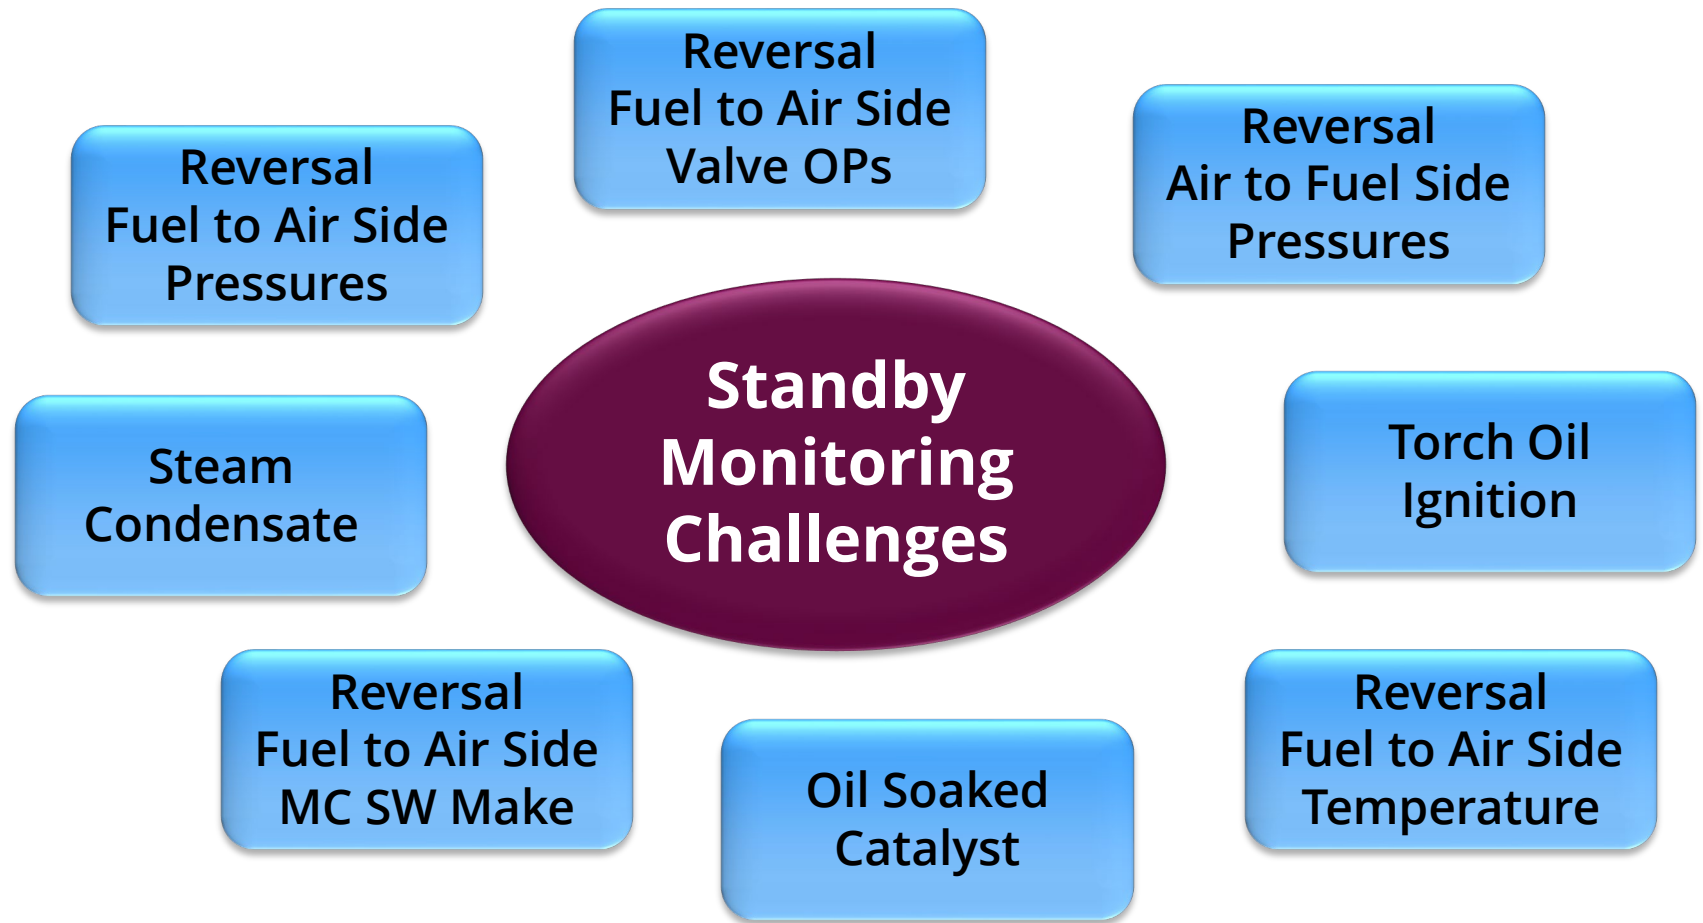 Reversal
Fuel to Air Side
Valve OPs
Reversal
Air to Fuel Side
Pressures
Reversal
Fuel to Air Side
Pressures
Standby
Monitoring
Challenges
Torch Oil
Ignition
Steam
Condensate
Reversal
Fuel to Air Side
MC SW Make
Reversal
Fuel to Air Side
Temperature
Oil Soaked
Catalyst